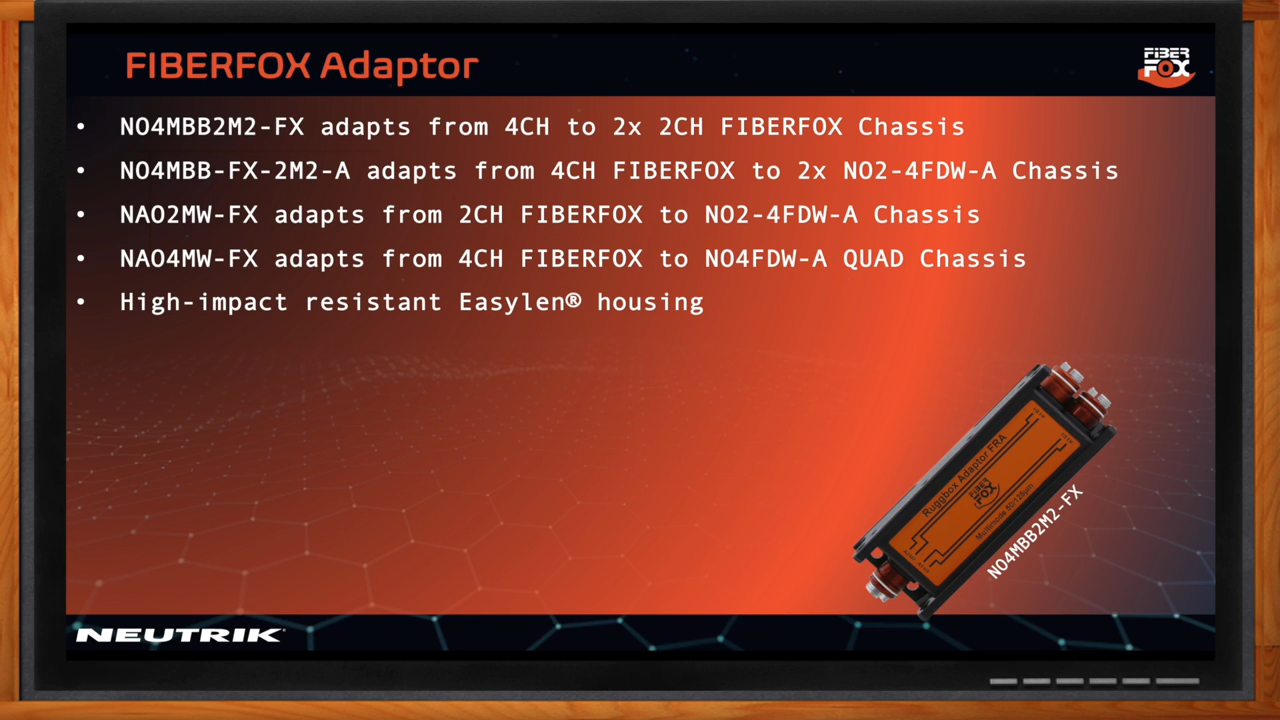 FIBERFOX Adaptor
FIBER
FOX
• NO4MBB2M2-FX adapts from 4CH to 2x 2CH FIBERFOX Chassis
• NO4MBB-FX-2M2-A adapts from 4CH FIBERFOX to 2x NO2-4FDW-A Chassis
• NAO2MW-FX adapts from 2CH FIBERFOX to NO2-4FDW-A Chassis
• NAO4MW-FX adapts from 4CH FIBERFOX to NO4FDW-A QUAD Chassis
• High-impact resistant Easylen® housing
Ruggbox Adaptor FRA
FIBER
FOX
Multimode 50/125µm
NO4MBB2M2-FX
NEUTRIK